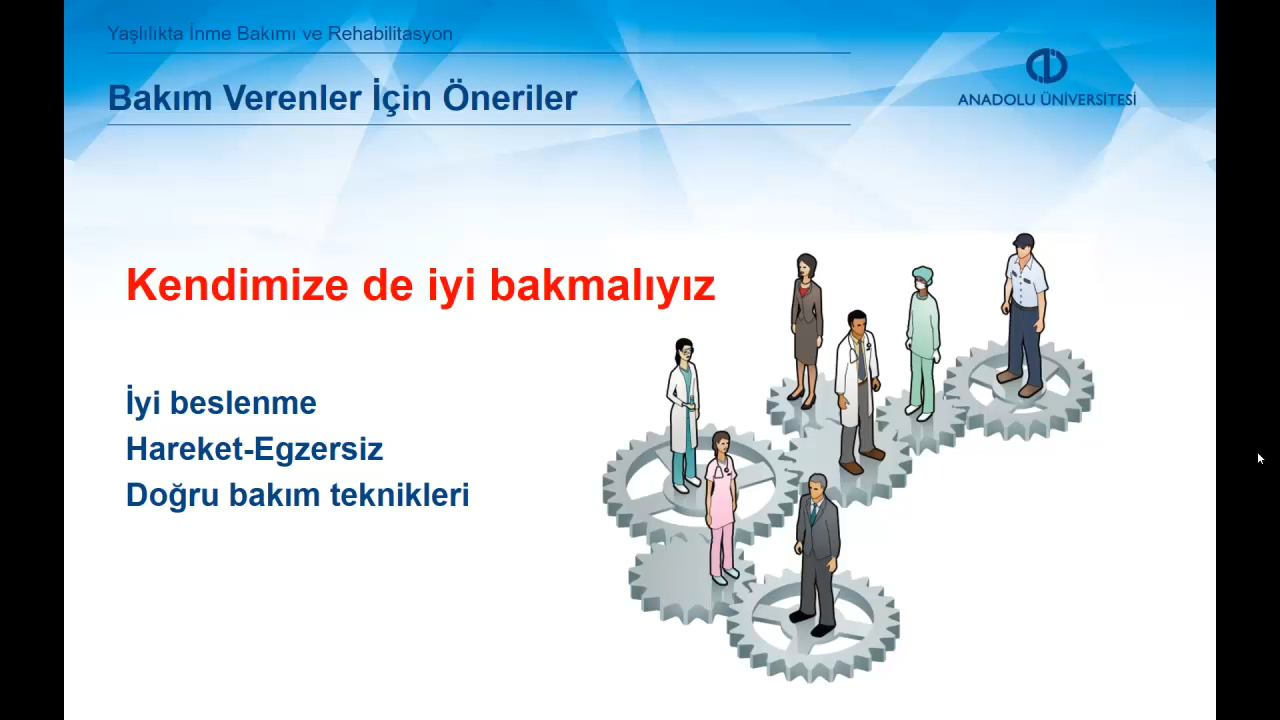 Yaşlılıkta İnme Bakımı ve Rehabilitasyon
Bakım Verenler İçin Öneriler
ANADOLU ÜNİVERSİTESİ
Kendimize de iyi bakmalıyız
İyi beslenme
Hareket-Egzersiz
Doğru bakım teknikleri